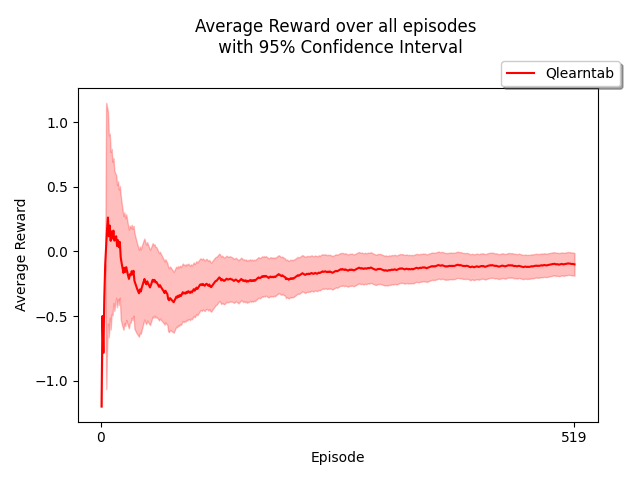 Average Reward over all episodes
with 95% Confidence Interval
Qlearntab
1.0
0.5
0.0
−0.5
−1.0
Average Reward
0
519
Episode